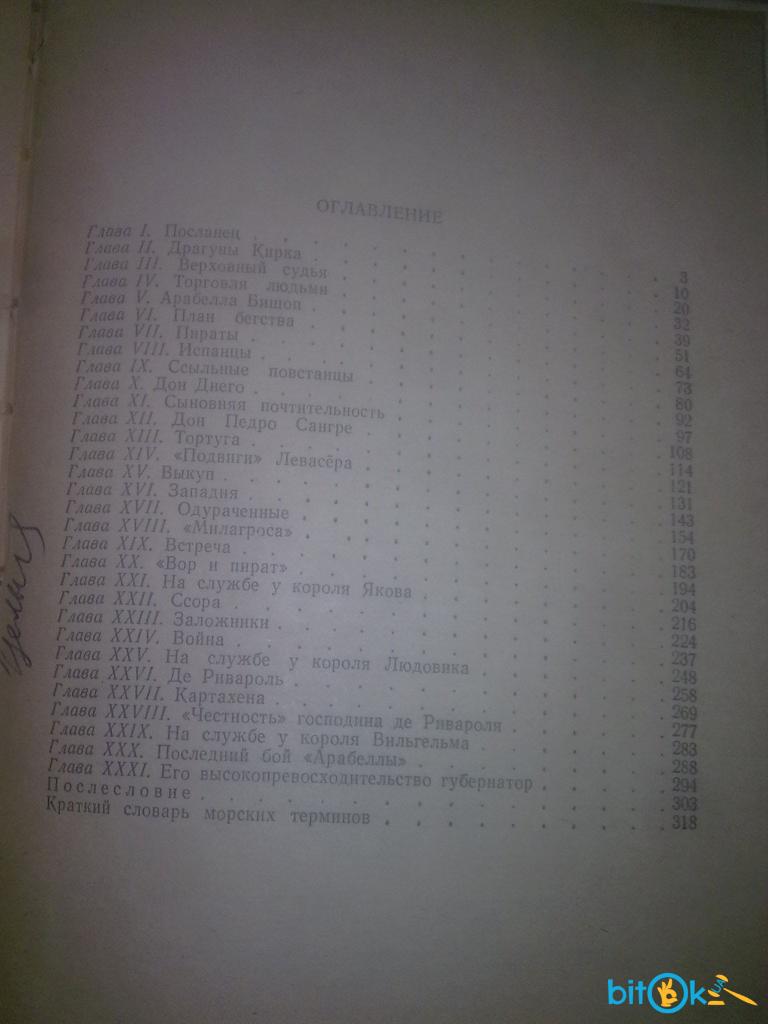 ОГЛАВЛЕНИЕ
Глава I. Посланец . . . 3
Глава II. Драгуны Кирка . . . 10
Глава III. Верховный судья . . . 20
Глава IV. Торговля людьми . . . 32
Глава V. Арабелла Бишоп . . . 39
Глава VI. План бегства . . . 51
Глава VII. Пираты . . . 64
Глава VIII. Испанцы . . . 73
Глава IX. Ссыльные повстанцы . . . 80
Глава X. Дон Диего . . . 92
Глава XI. Сыновняя почтительность . . . 97
Глава XII. Дон Педро Сангре . . . 108
Глава XIII. Тортуга . . . 114
Глава XIV. «Подвиги» Левасёра . . . 121
Глава XV. Выкуп . . . 131
Глава XVI. Западня . . . 143
Глава XVII. Одураченные . . . 154
Глава XVIII. «Милагроса» . . . 170
Глава XIX. Встреча . . . 183
Глава XX. «Вор и пират» . . . 194
Глава XXI. На службе у короля Якова . . . 204
Глава XXII. Ссора . . . 216
Глава XXIII. Заложники . . . 224
Глава XXIV. Война . . . 237
Глава XXV. На службе у короля Людовика . . . 248
Глава XXVI. Де Ривароль . . . 258
Глава XXVII. Картахена . . . 269
Глава XXVIII. «Честность» господина де Ривароля . . . 277
Глава XXIX. На службе у короля Вильгельма . . . 283
Глава XXX. Последний бой «Арабеллы» . . . 288
Глава XXXI. Его высокопревосходительство губернатор . . . 294
Послесловие . . . 303
Краткий словарь морских терминов . . . 318
bitOk UA